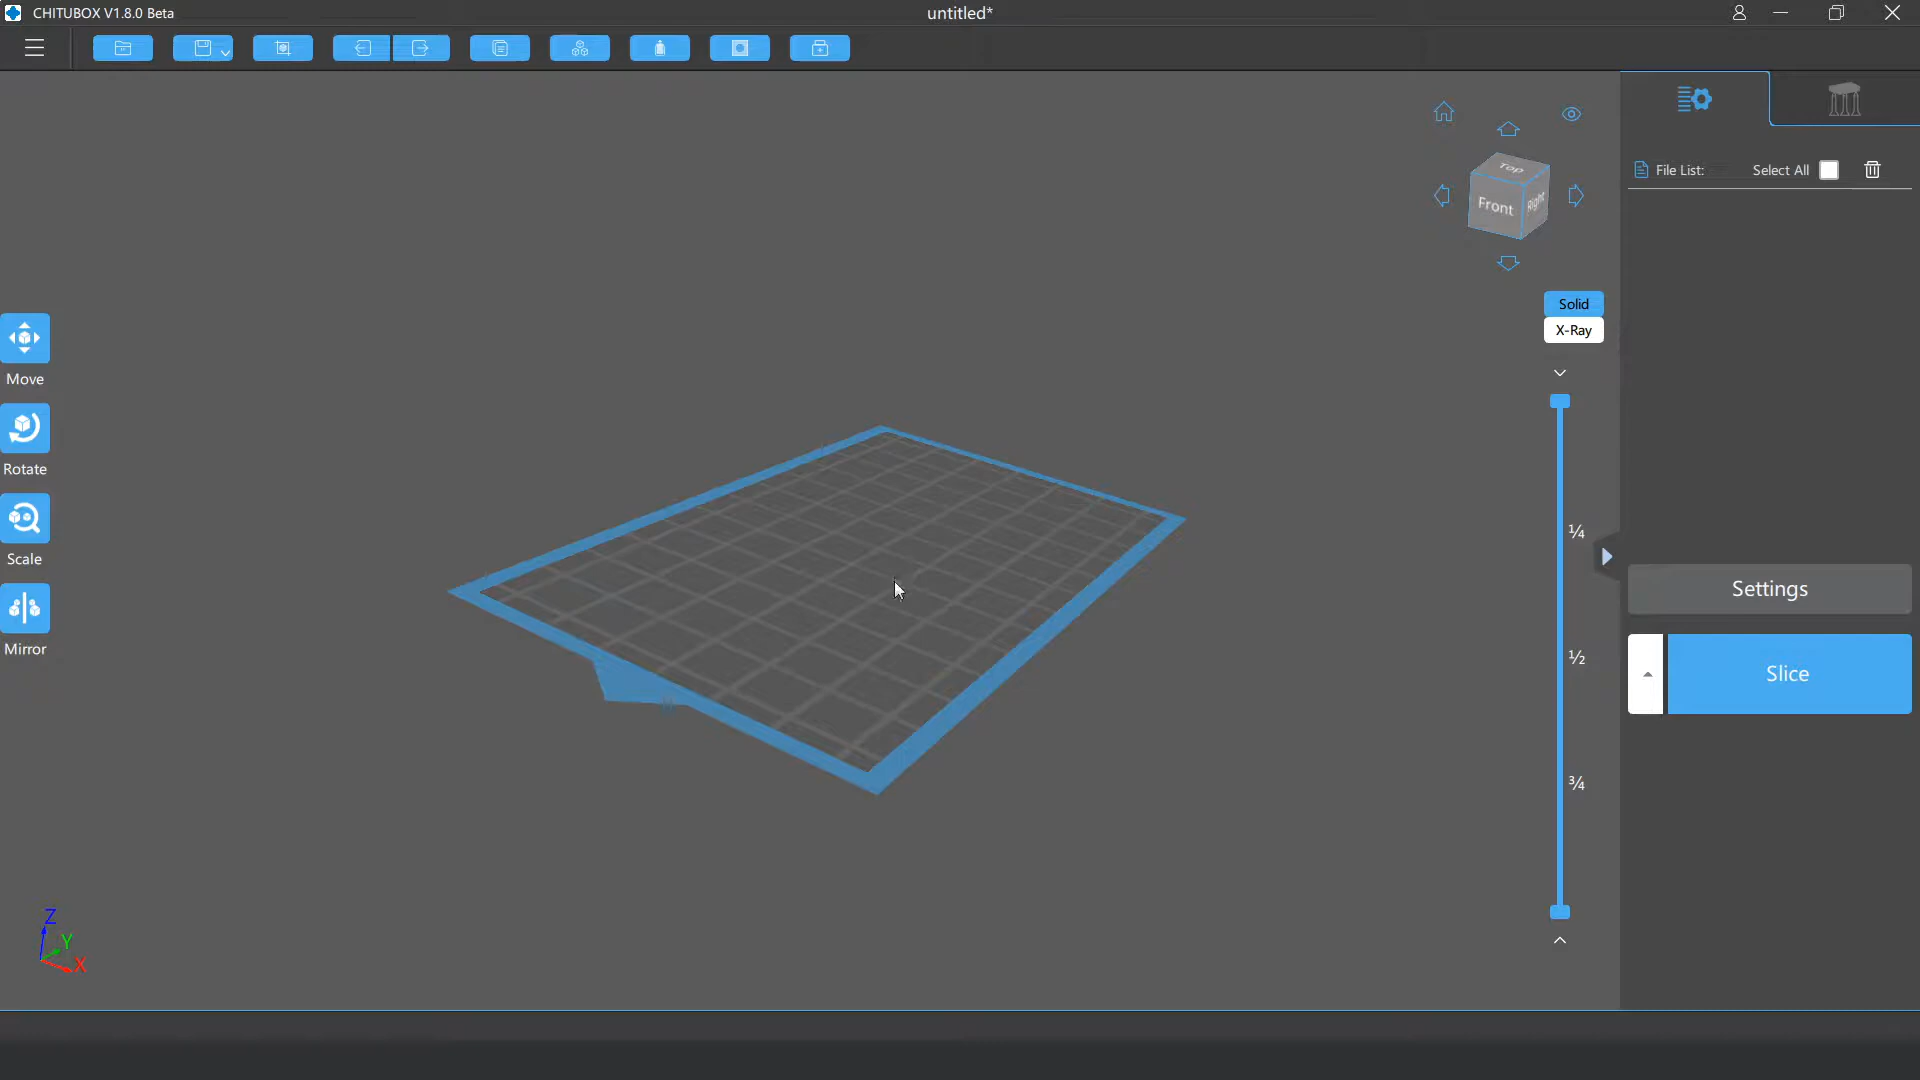 CHITUBOX V1.8.0 Beta
untitled*
File List:
Select All
Top
Front
Right
Solid
X-Ray
Move
Rotate
Scale
Mirror
¼
½
¾
Settings
Slice
Z
Y
X